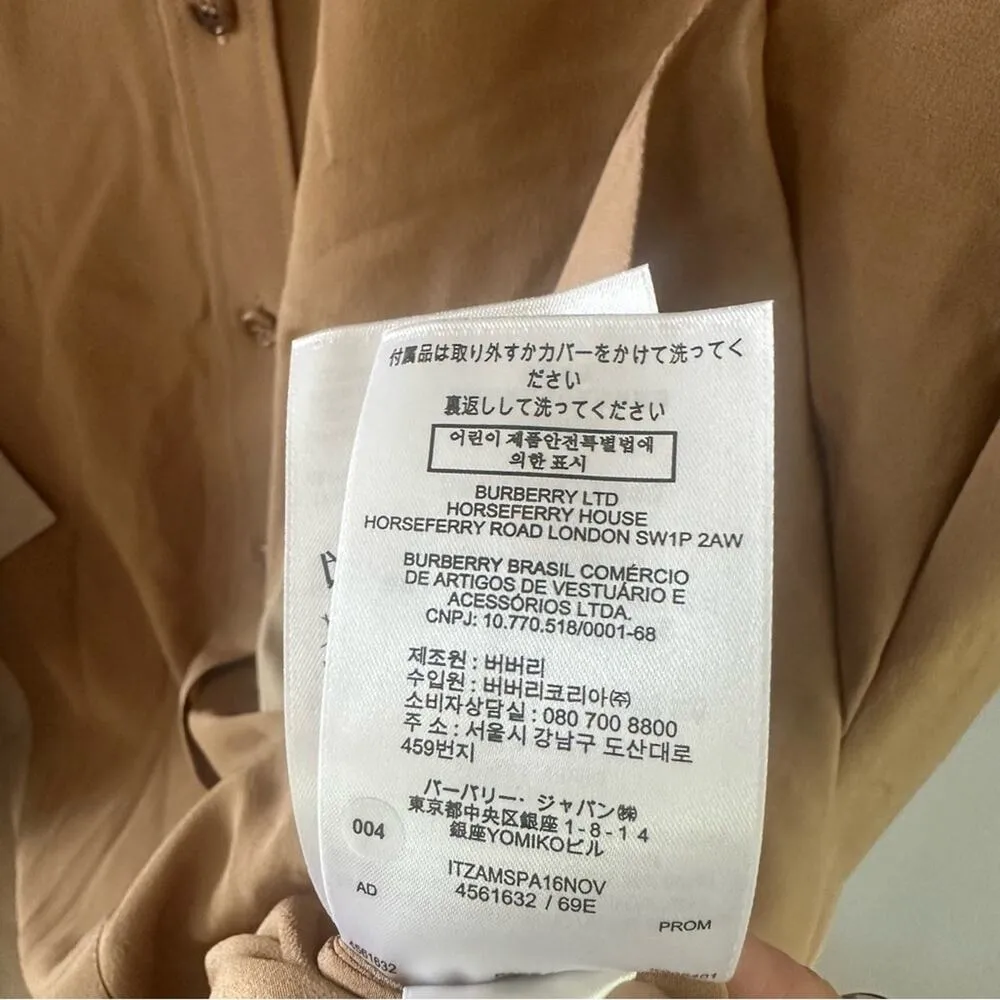 付属品は取り外すかカバーをかけて洗ってく
ださい
裏返しして洗ってください
어린이 제품안전특별법에
의한 표시
BURBERRY LTD
HORSEFERRY HOUSE
HORSEFERRY ROAD LONDON SW1P 2AW
BURBERRY BRASIL COMÉRCIO
DE ARTIGOS DE VESTUÁRIO E
ACESSÓRIOS LTDA.
CNPJ: 10.770.518/0001-68
제조원 : 버버리
수입원 : 버버리코리아㈜
소비자상담실 : 080 700 8800
주 소 : 서울시 강남구 도산대로
459번지
バーバリー・ジャパン㈱
東京都中央区銀座 1-8-14
銀座YOMIKOビル
004
ITZAMSPA16NOV
AD
4561632 / 69E
PROM
4561632